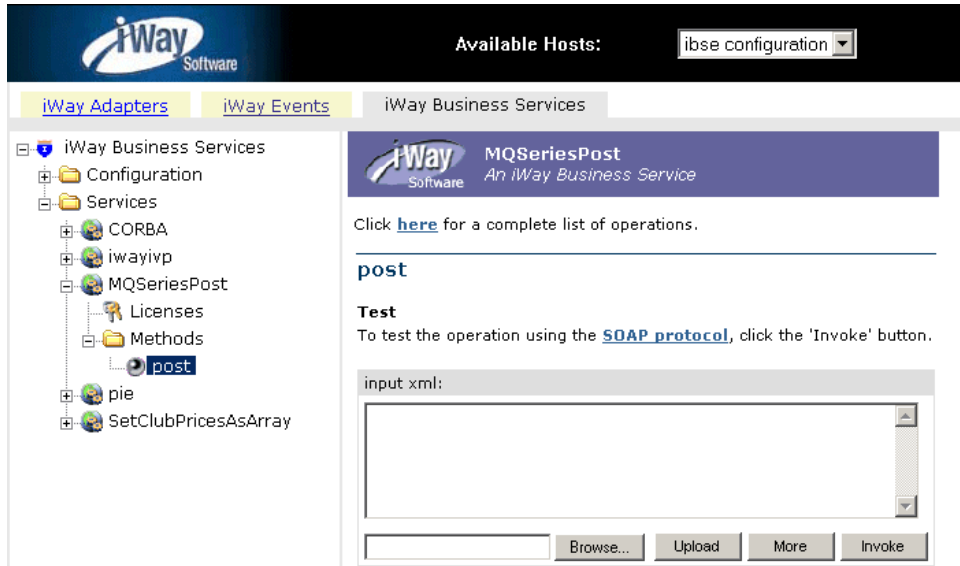 iWay Software
Available Hosts: ibse configuration
iWay Adapters iWay Events iWay Business Services
iWay Business Services
Configuration
Services
CORBA
iwayivp
MQSeriesPost
Licenses
Methods
post
pie
SetClubPricesAsArray
iWay Software
MQSeriesPost
An iWay Business Service
Click here for a complete list of operations.
post
Test
To test the operation using the SOAP protocol, click the 'Invoke' button.
input xml:
Browse... Upload More Invoke